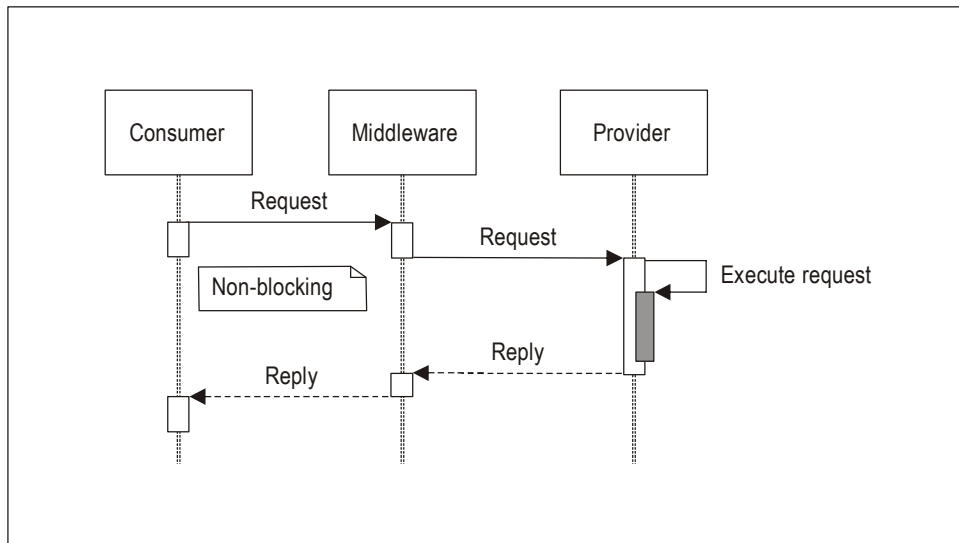 Consumer
Middleware
Provider
Request
Request
Execute request
Non-blocking
Reply
Reply